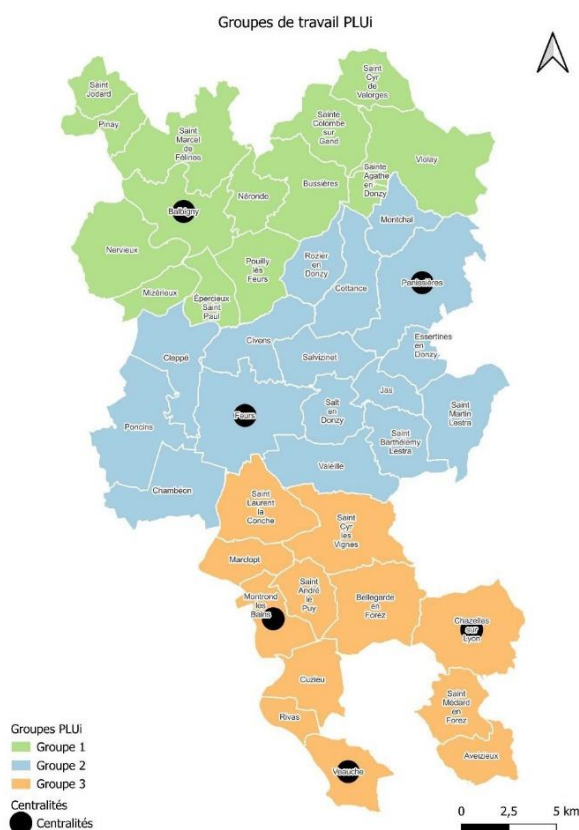 Groupes de travail PLUi
Saint
Cyr
de
Valorges
Saint
Jodard
Pinay
Saint
Marcel
de
Félines
Sainte
Colombe
sur
Gand
Violay
Sainte
Agathe
en
Donzy
Bussières
Néronde
Balbigny
Montchal
Nervieux
Pouilly
les
Feurs
Rozier
en
Donzy
Panissières
Cottance
Mizérieux
Épercieux
Saint
Paul
Civens
Essertines
en
Donzy
Cleppé
Salvizinet
Jas
Saint
Martin
Lestra
Salt
en
Donzy
Feurs
Poncins
Saint
Barthélemy
Lestra
Valeille
Chambéon
Saint
Laurent
la
Conche
Saint
Cyr
les
Vignes
Marclopt
Saint
André
le
Puy
Montrond
les
Bains
Bellegarde
en
Forez
Chazelles
sur
Lyon
Cuzieu
Saint
Médard
en
Forez
Rivas
Aveizieux
Veauche
Groupes PLUi
Groupe 1
Groupe 2
Groupe 3
Centralités
Centralités
0 2,5 5 km